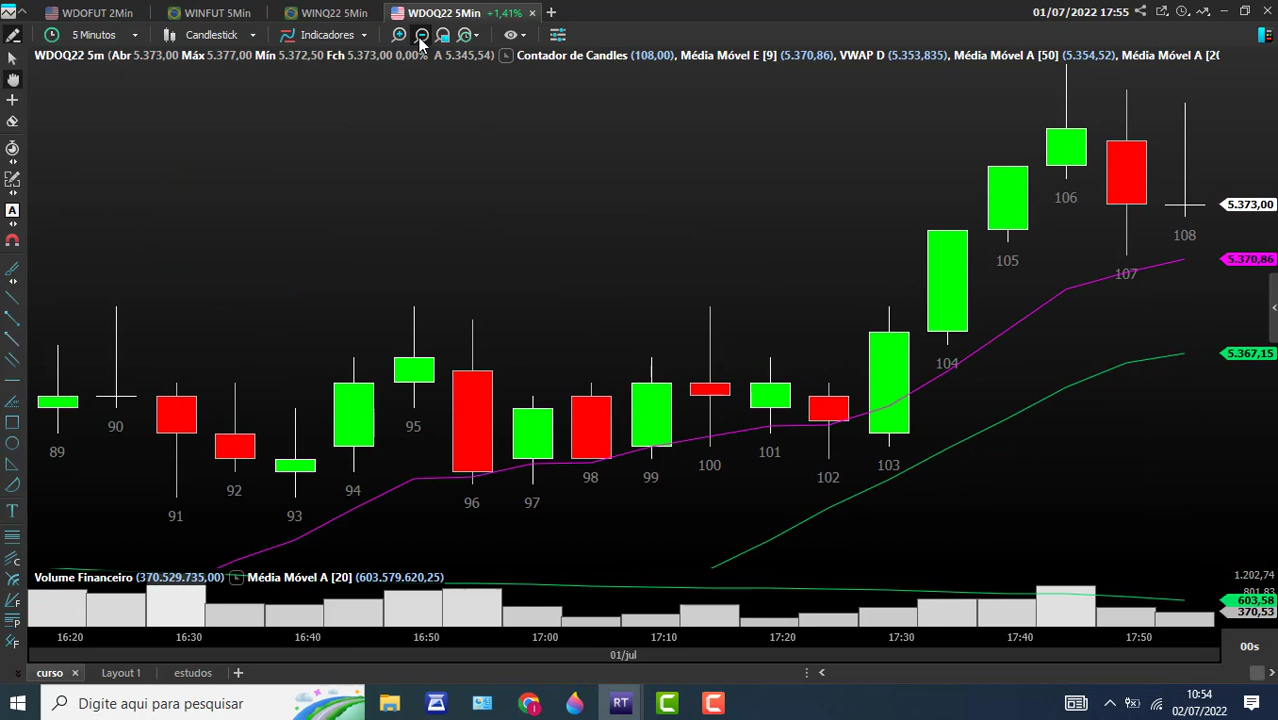 WDOFUT 2Min
WINFUT 5Min
WINQ22 5Min
WDOQ22 5Min +1,41%
01/07/2022 17:55
5 Minutos
Candlestick
Indicadores
WDOQ22 5m (Abr 5.373,00 Máx 5.377,00 Mín 5.372,50 Fch 5.373,00 0,00% A 5.345,54)
Contador de Candles (108,00), Média Móvel E [9] (5.370,86), VWAP D (5.353,835), Média Móvel A [50] (5.354,52), Média Móvel A [20
106
5.373,00
108
105
5.370,86
107
5.367,15
104
95
90
89
101
94
103
99
100
98
102
92
96
97
91
93
Volume Financeiro (370.529.735,00)
Média Móvel A [20] (603.579.620,25)
1.202,74
801,83
603,58
370,53
16:20 16:30 16:40 16:50 17:00 17:10 17:20 17:30 17:40 17:50
00s
01/jul
curso
Layout 1
estudos
Digite aqui para pesquisar
RT
10:54
02/07/2022